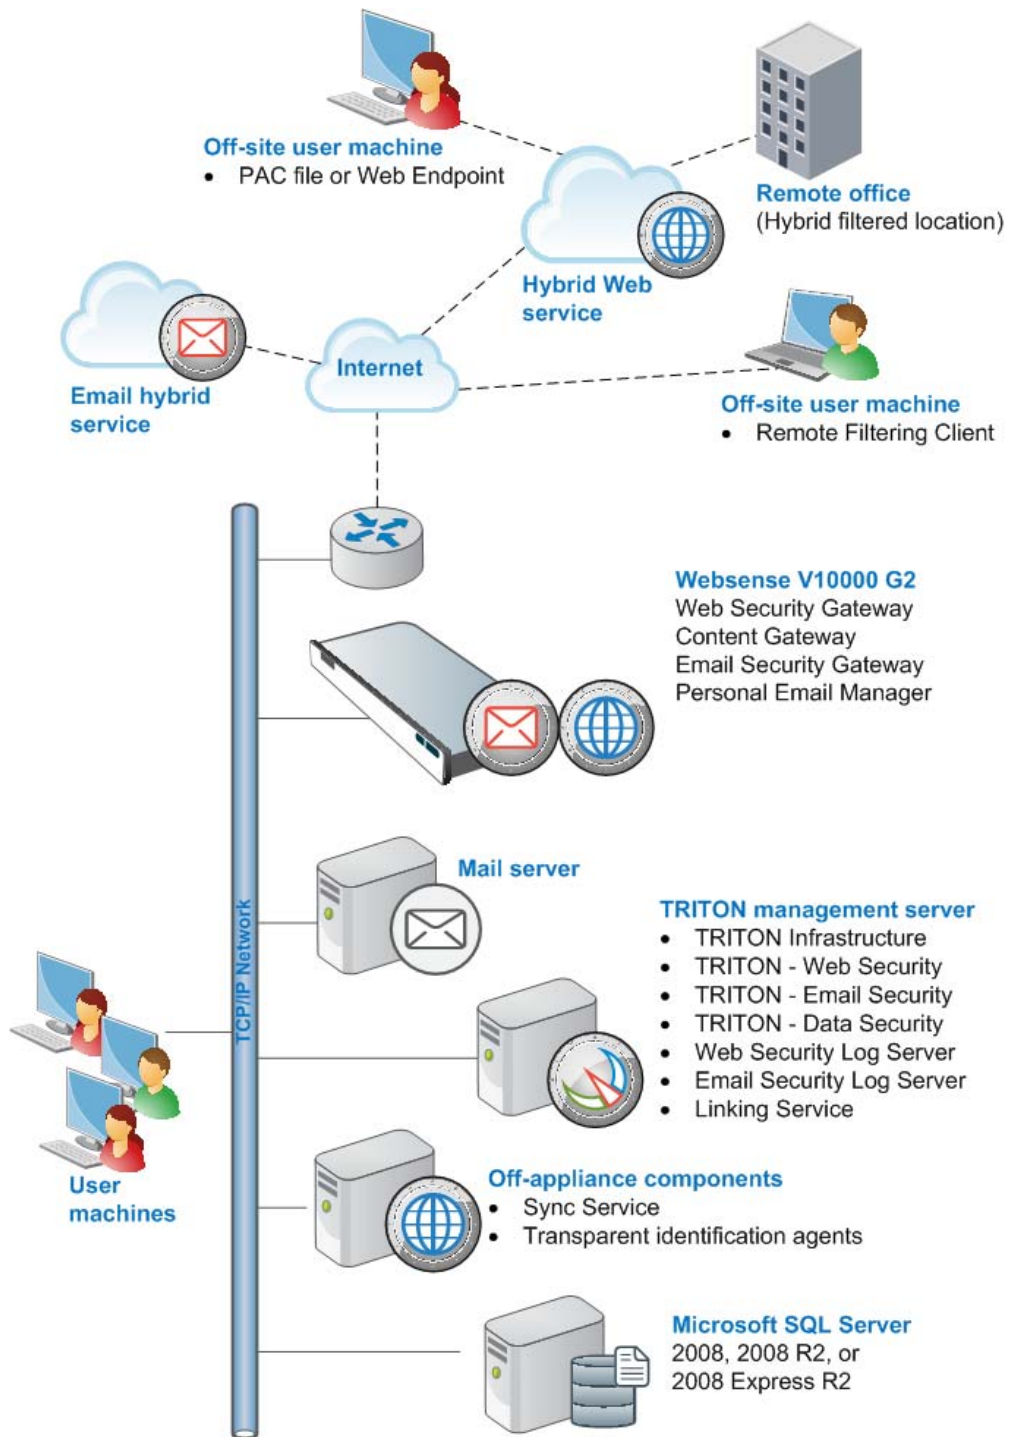 Off-site user machine
• PAC file or Web Endpoint
Remote office
(Hybrid filtered location)
Hybrid Web
service
Internet
Email hybrid
service
Off-site user machine
• Remote Filtering Client
Websense V10000 G2
Web Security Gateway
Content Gateway
Email Security Gateway
Personal Email Manager
Mail server
TCP/IP Network
TRITON management server
• TRITON Infrastructure
• TRITON - Web Security
• TRITON - Email Security
• TRITON - Data Security
• Web Security Log Server
• Email Security Log Server
• Linking Service
User
machines
Off-appliance components
• Sync Service
• Transparent identification agents
Microsoft SQL Server
2008, 2008 R2, or
2008 Express R2